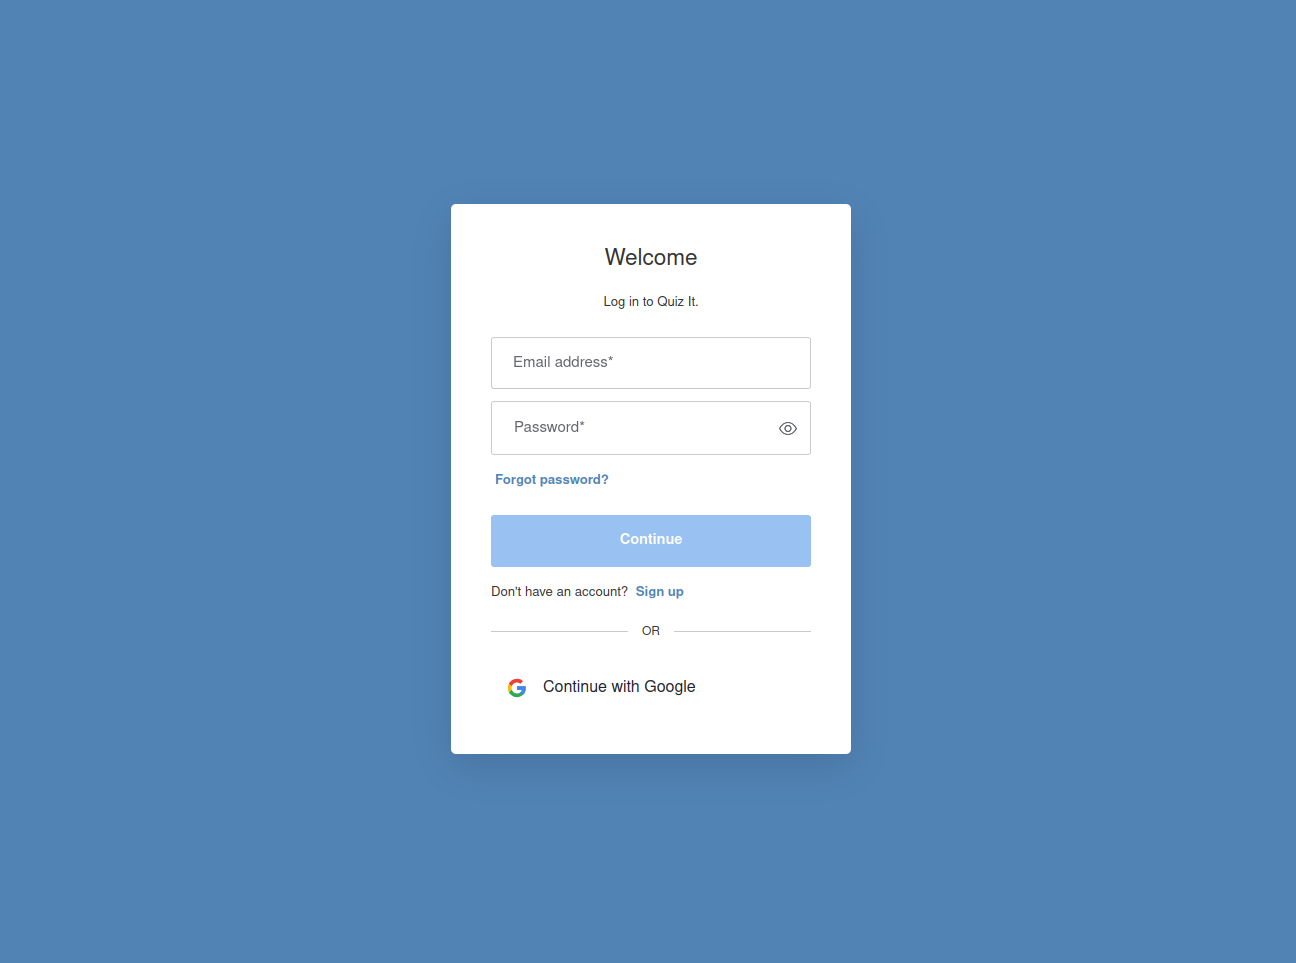 Welcome
Log in to Quiz It.
Email address*
Password*
Forgot password?
Continue
Don't have an account? Sign up
OR
Continue with Google